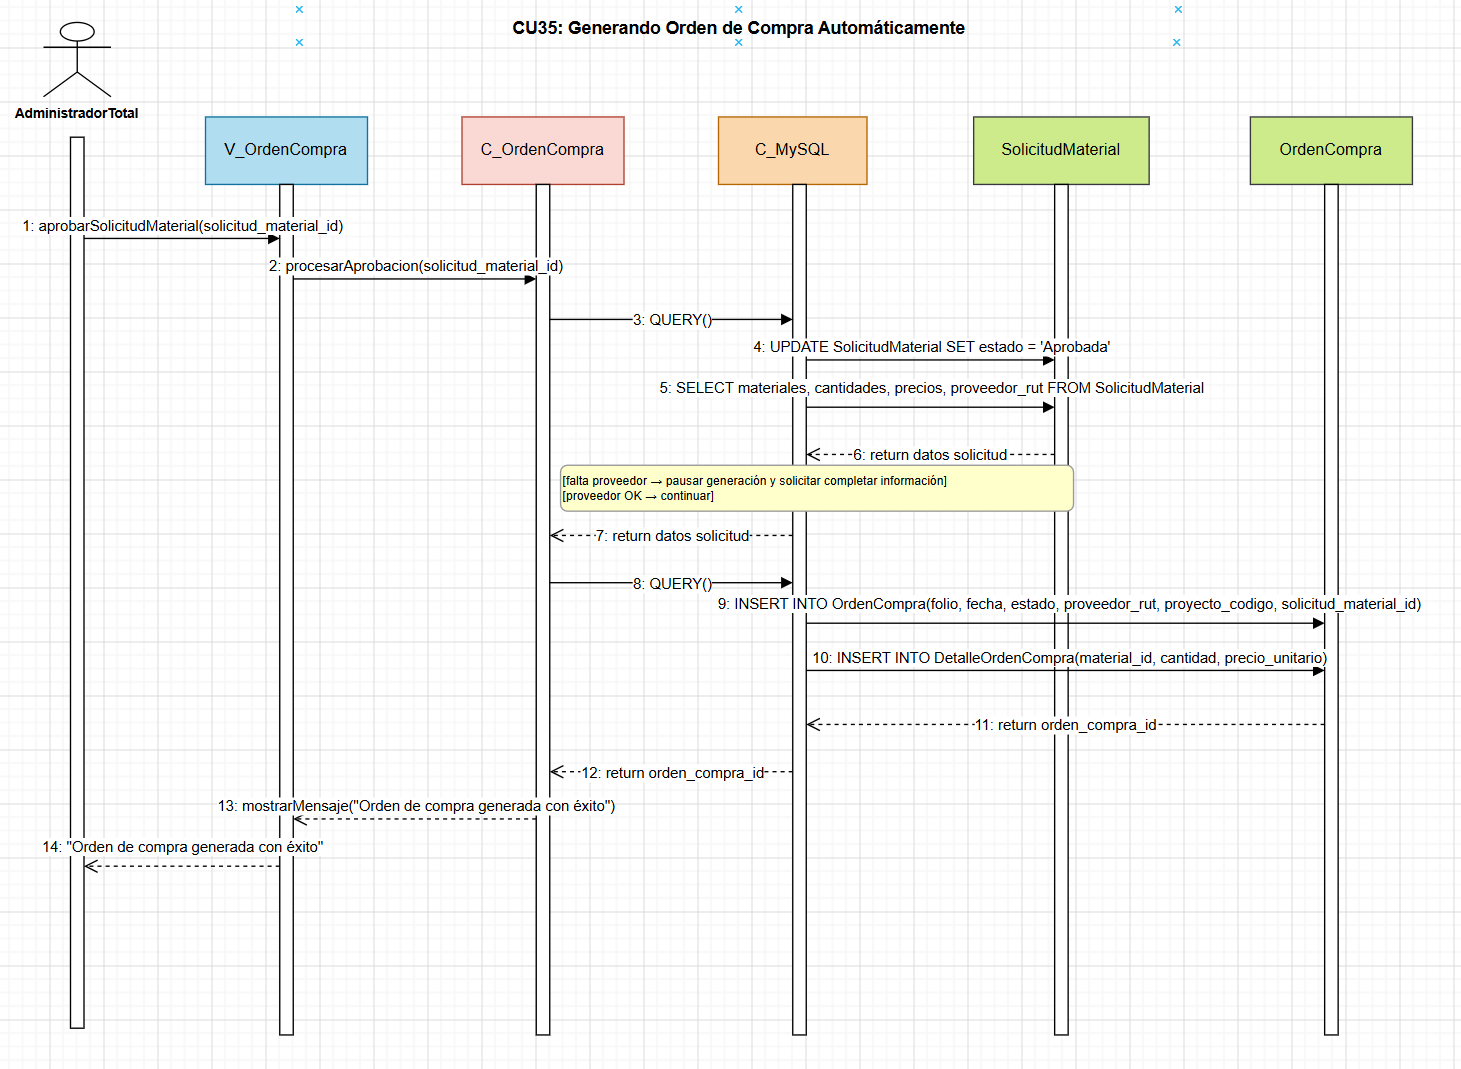 CU35: Generando Orden de Compra Automáticamente
AdministradorTotal
V_OrdenCompra
C_OrdenCompra
C_MySQL
SolicitudMaterial
OrdenCompra
1: aprobarSolicitudMaterial(solicitud_material_id)
2: procesarAprobacion(solicitud_material_id)
3: QUERY()
4: UPDATE SolicitudMaterial SET estado = 'Aprobada'
5: SELECT materiales, cantidades, precios, proveedor_rut FROM SolicitudMaterial
6: return datos solicitud
[falta proveedor → pausar generación y solicitar completar información]
[proveedor OK → continuar]
7: return datos solicitud
8: QUERY()
9: INSERT INTO OrdenCompra(folio, fecha, estado, proveedor_rut, proyecto_codigo, solicitud_material_id)
10: INSERT INTO DetalleOrdenCompra(material_id, cantidad, precio_unitario)
11: return orden_compra_id
12: return orden_compra_id
13: mostrarMensaje("Orden de compra generada con éxito")
14: "Orden de compra generada con éxito"